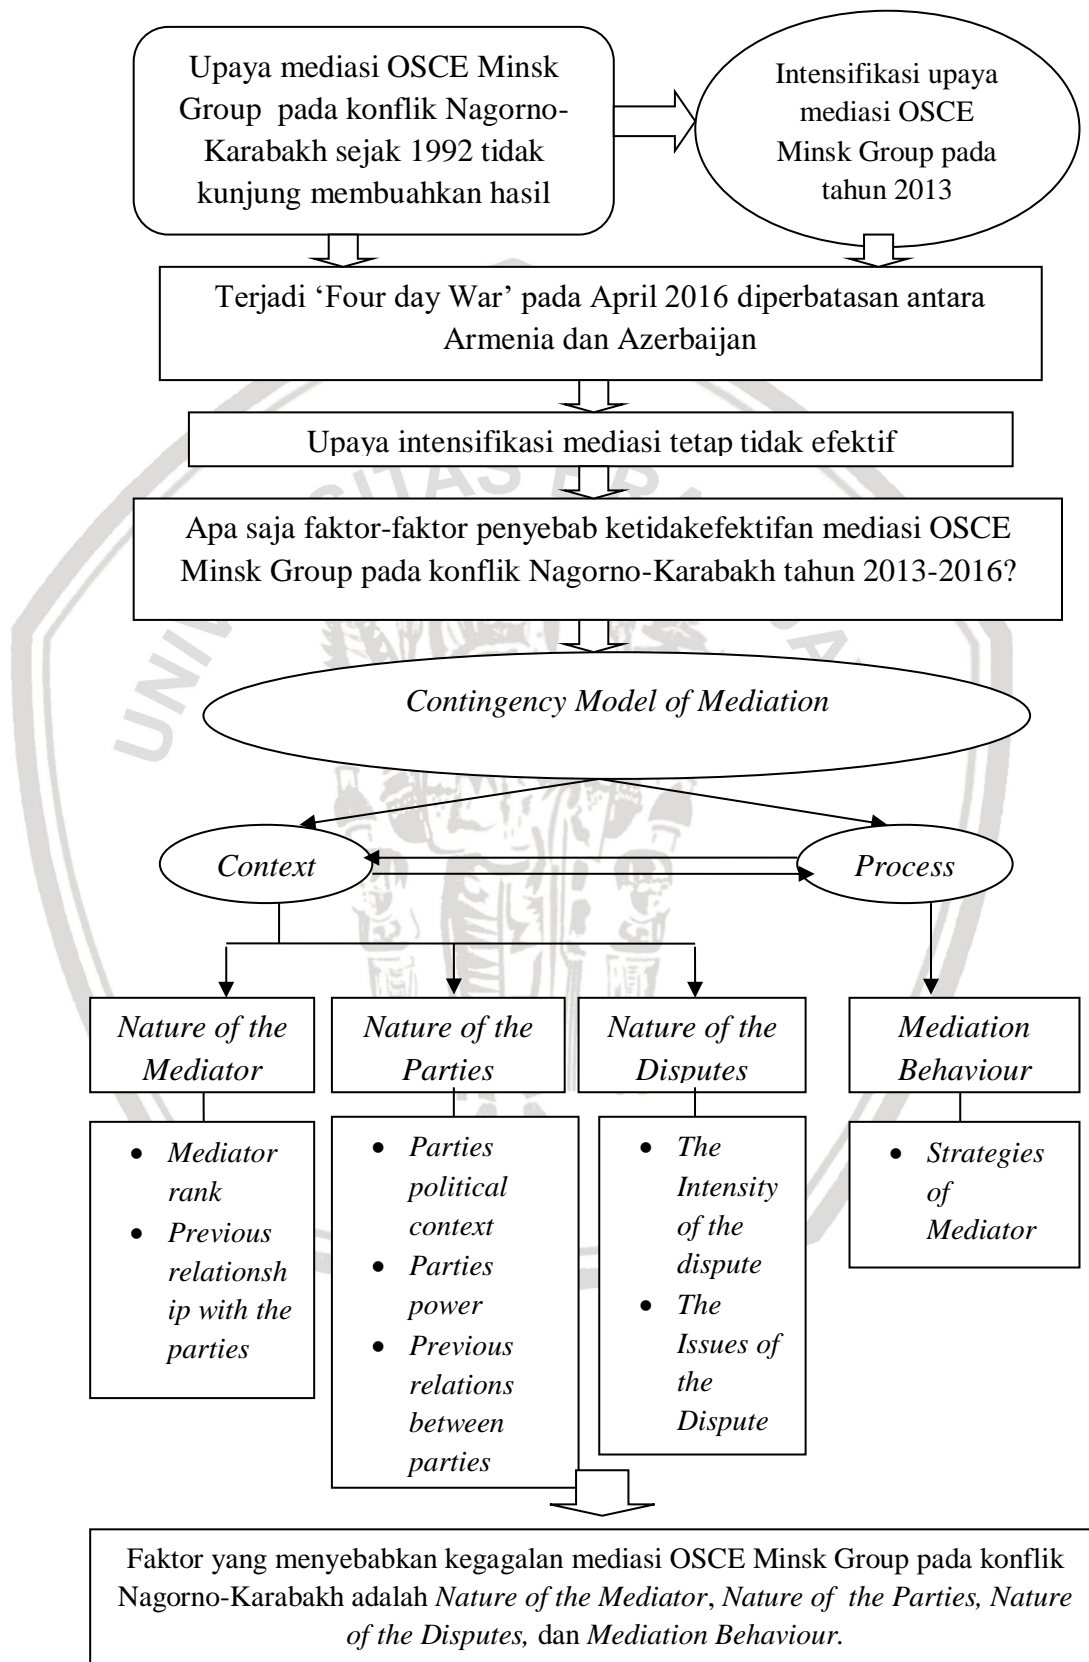 Upaya mediasi OSCE Minsk
Group pada konflik Nagorno-
Karabakh sejak 1992 tidak
kunjung membuahkan hasil
Intensifikasi upaya
mediasi OSCE
Minsk Group pada
tahun 2013
Terjadi ‘Four day War’ pada April 2016 diperbatasan antara
Armenia dan Azerbaijan
Upaya intensifikasi mediasi tetap tidak efektif
Apa saja faktor-faktor penyebab ketidakefektifan mediasi OSCE
Minsk Group pada konflik Nagorno-Karabakh tahun 2013-2016?
Contingency Model of Mediation
Context
Process
Nature of the
Mediator
Nature of the
Parties
Nature of the
Disputes
Mediation
Behaviour
• Mediator
rank
• Previous
relationsh
ip with the
parties
• Parties
political
context
• Parties
power
• Previous
relations
between
parties
• The
Intensity
of the
dispute
• The
Issues of
the
Dispute
• Strategies
of
Mediator
Faktor yang menyebabkan kegagalan mediasi OSCE Minsk Group pada konflik
Nagorno-Karabakh adalah Nature of the Mediator, Nature of the Parties, Nature
of the Disputes, dan Mediation Behaviour.